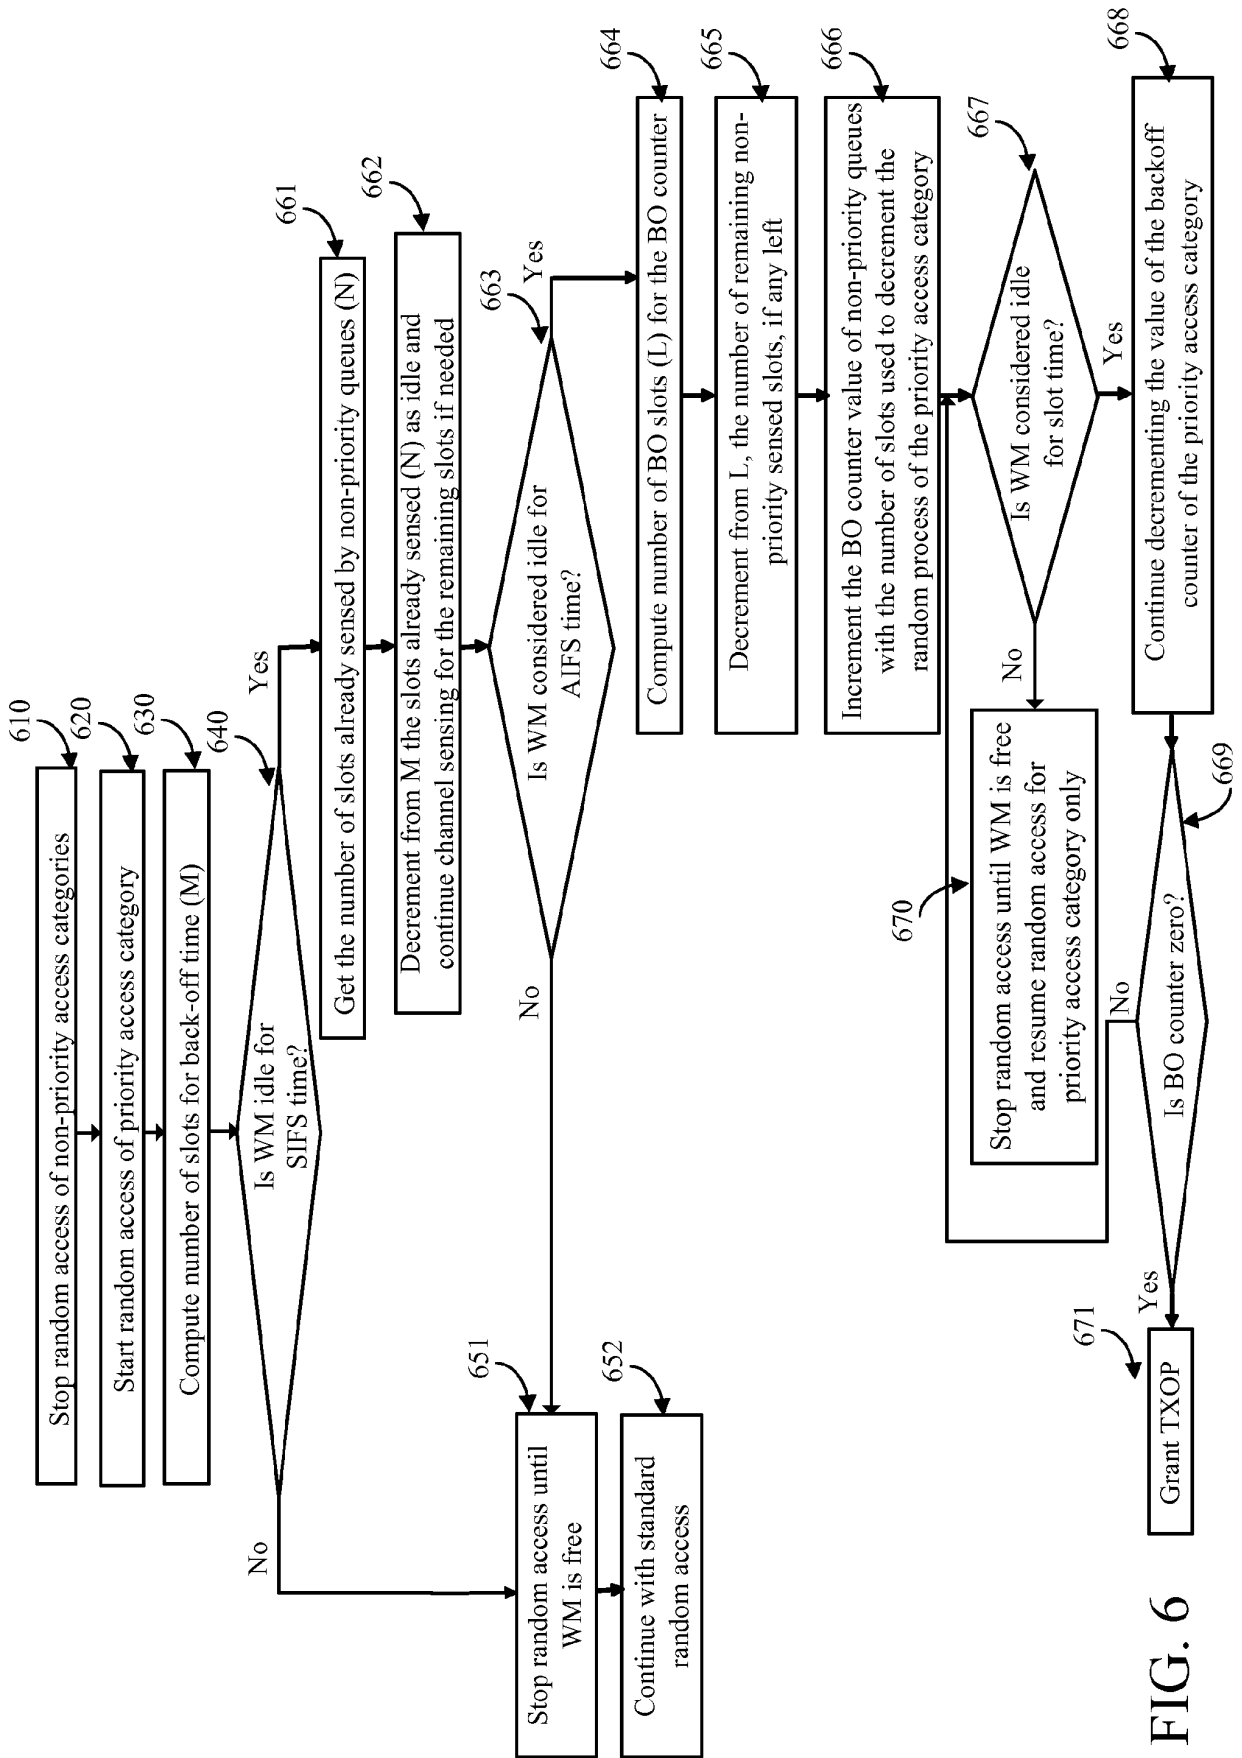 610
Stop random access of non-priority access categories
620
Start random access of priority access category
630
Compute number of slots for back-off time (M)
640
Is WM idle for
SIFS time?
No
Yes
661
Get the number of slots already sensed by non-priority queues (N)
662
Decrement from M the slots already sensed (N) as idle and
continue channel sensing for the remaining slots if needed
663
Is WM considered idle for
AIFS time?
No
Yes
651
Stop random access until
WM is free
652
Continue with standard
random access
664
Compute number of BO slots (L) for the BO counter
665
Decrement from L, the number of remaining non-
priority sensed slots, if any left
666
Increment the BO counter value of non-priority queues
with the number of slots used to decrement the
random process of the priority access category
667
Is WM considered idle
for slot time?
No
Yes
670
Stop random access until WM is free
and resume random access for
priority access category only
668
Continue decrementing the value of the backoff
counter of the priority access category
669
Is BO counter zero?
No
Yes
671
Grant TXOP
FIG. 6